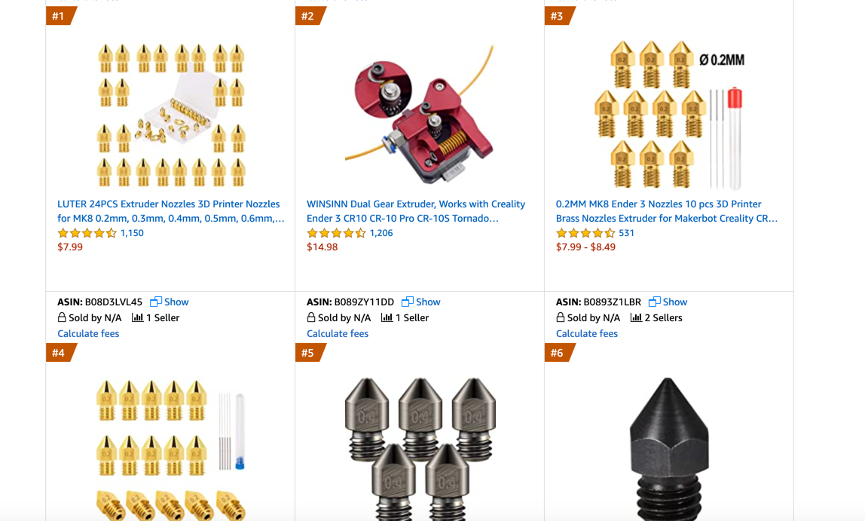 #1
#2
#3
Ø 0.2MM
LUTER 24PCS Extruder Nozzles 3D Printer Nozzles
for MK8 0.2mm, 0.3mm, 0.4mm, 0.5mm, 0.6mm,...
1,150
$7.99
WINSINN Dual Gear Extruder, Works with Creality
Ender 3 CR10 CR-10 Pro CR-10S Tornado...
1,206
$14.98
0.2MM MK8 Ender 3 Nozzles 10 pcs 3D Printer
Brass Nozzles Extruder for Makerbot Creality CR...
531
$7.99 - $8.49
ASIN: B08D3LVL45 Show
Sold by N/A 1 Seller
Calculate fees
ASIN: B089ZY11DD Show
Sold by N/A 1 Seller
Calculate fees
ASIN: B0893Z1LBR Show
Sold by N/A 2 Sellers
Calculate fees
#4
#5
#6